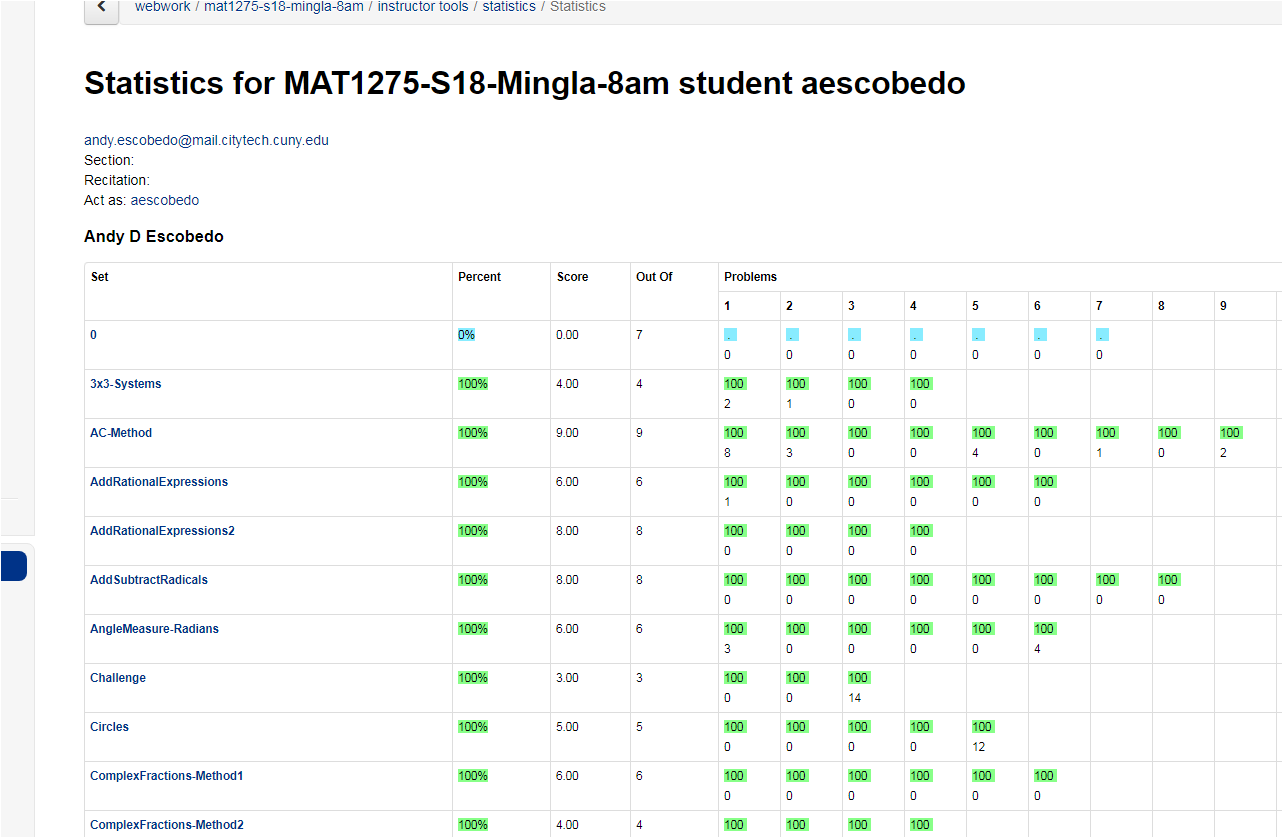 webwork / mat1275-s18-mingla-8am / instructor tools / statistics / Statistics
Statistics for MAT1275-S18-Mingla-8am student aescobedo
andy.escobedo@mail.citytech.cuny.edu
Section:
Recitation:
Act as: aescobedo
Andy D Escobedo
Set Percent Score Out Of Problems
1 2 3 4 5 6 7 8 9
0 0% 0.00 7 . . . . . . .
0 0 0 0 0 0 0
3x3-Systems 100% 4.00 4 100 100 100 100
2 1 0 0
AC-Method 100% 9.00 9 100 100 100 100 100 100 100 100 100
8 3 0 0 4 0 1 0 2
AddRationalExpressions 100% 6.00 6 100 100 100 100 100 100
1 0 0 0 0 0
AddRationalExpressions2 100% 8.00 8 100 100 100 100
0 0 0 0
AddSubtractRadicals 100% 8.00 8 100 100 100 100 100 100 100 100
0 0 0 0 0 0 0 0
AngleMeasure-Radians 100% 6.00 6 100 100 100 100 100 100
3 0 0 0 0 4
Challenge 100% 3.00 3 100 100 100
0 0 14
Circles 100% 5.00 5 100 100 100 100 100
0 0 0 0 12
ComplexFractions-Method1 100% 6.00 6 100 100 100 100 100 100
0 0 0 0 0 0
ComplexFractions-Method2 100% 4.00 4 100 100 100 100